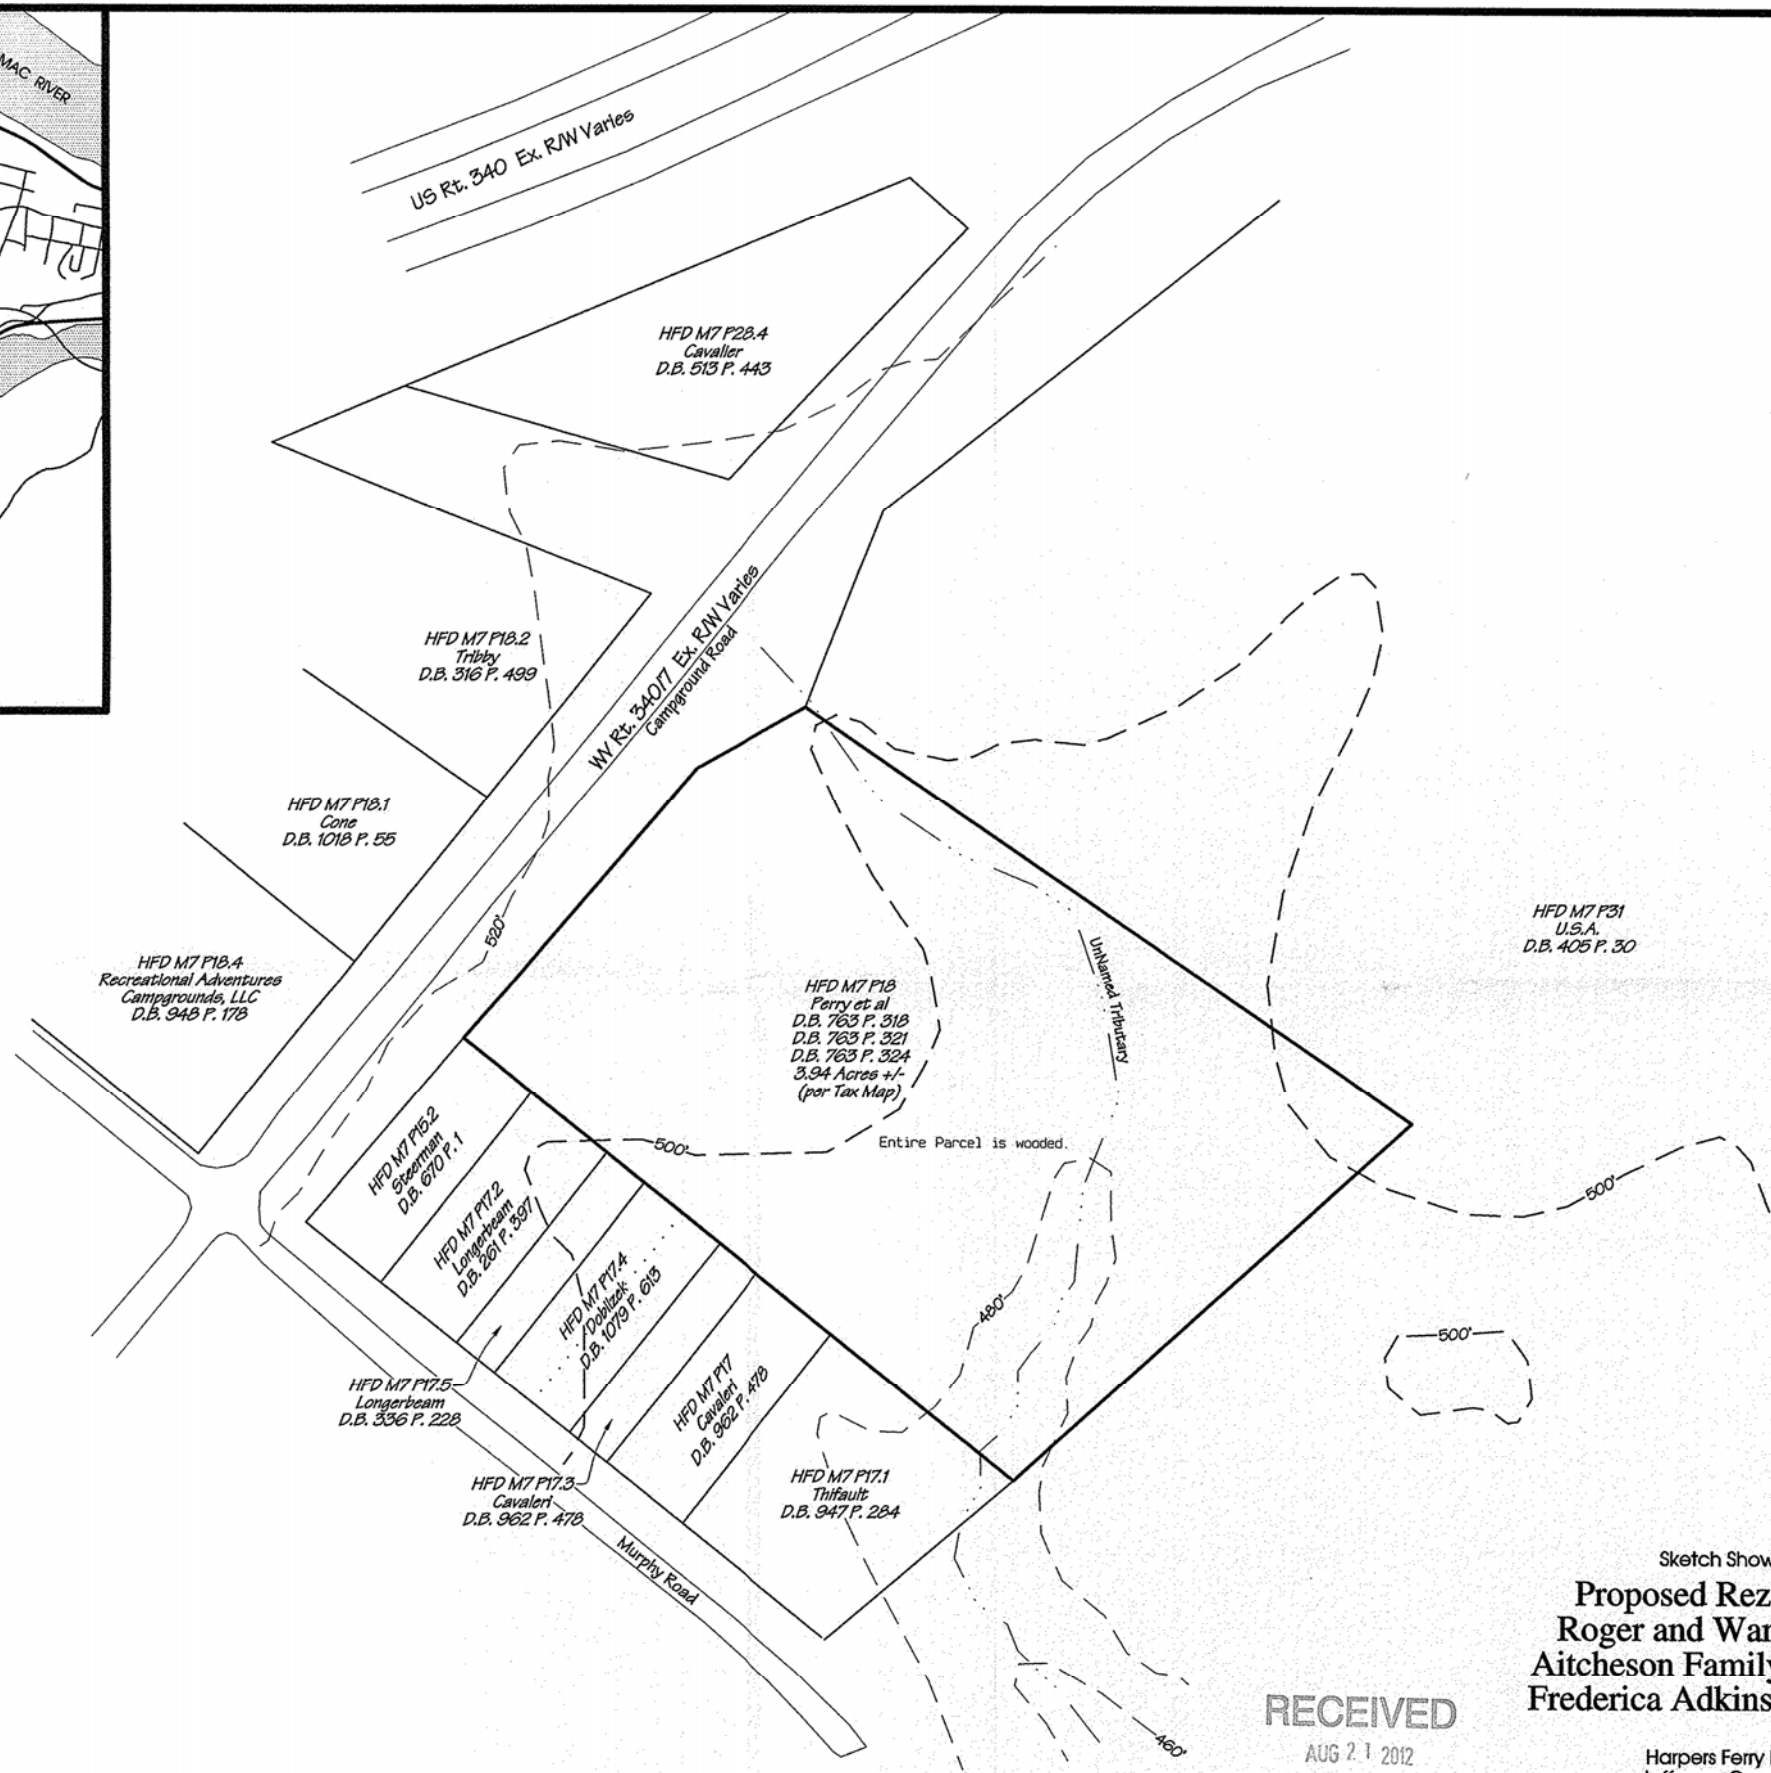 MAC RIVER
US Rt. 340 Ex. R/W Varies
HFD M7 P28.4
Cavalier
D.B. 513 P. 443
HFD M7 P18.2
Tribby
D.B. 316 P. 499
WV Rt. 340/7 Ex. R/W Varies
Campground Road
HFD M7 P18.1
Cone
D.B. 1018 P. 55
520'
HFD M7 P18.4
Recreational Adventures
Campgrounds, LLC
D.B. 948 P. 178
HFD M7 P31
U.S.A.
D.B. 405 P. 30
UnNamed Tributary
HFD M7 P18
Perry et al
D.B. 763 P. 318
D.B. 763 P. 321
D.B. 763 P. 324
3.94 Acres +/-
(per Tax Map)
500'
Entire Parcel is wooded.
HFD M7 P15.2
Steerman
D.B. 670 P. 1
HFD M7 P17.2
Longerbeam
D.B. 261 P. 397
500'
HFD M7 P17.4
Doblizek
D.B. 1079 P. 613
480'
500'
HFD M7 P17.5
Longerbeam
D.B. 336 P. 228
HFD M7 P17
Cavaleri
D.B. 962 P. 478
HFD M7 P17.3
Cavaleri
D.B. 962 P. 478
HFD M7 P17.1
Thifault
D.B. 947 P. 284
Murphy Road
460'
Sketch Show
Proposed Rez
Roger and War
Aitcheson Family
Frederica Adkins
RECEIVED
AUG 21 2012
Harpers Ferry